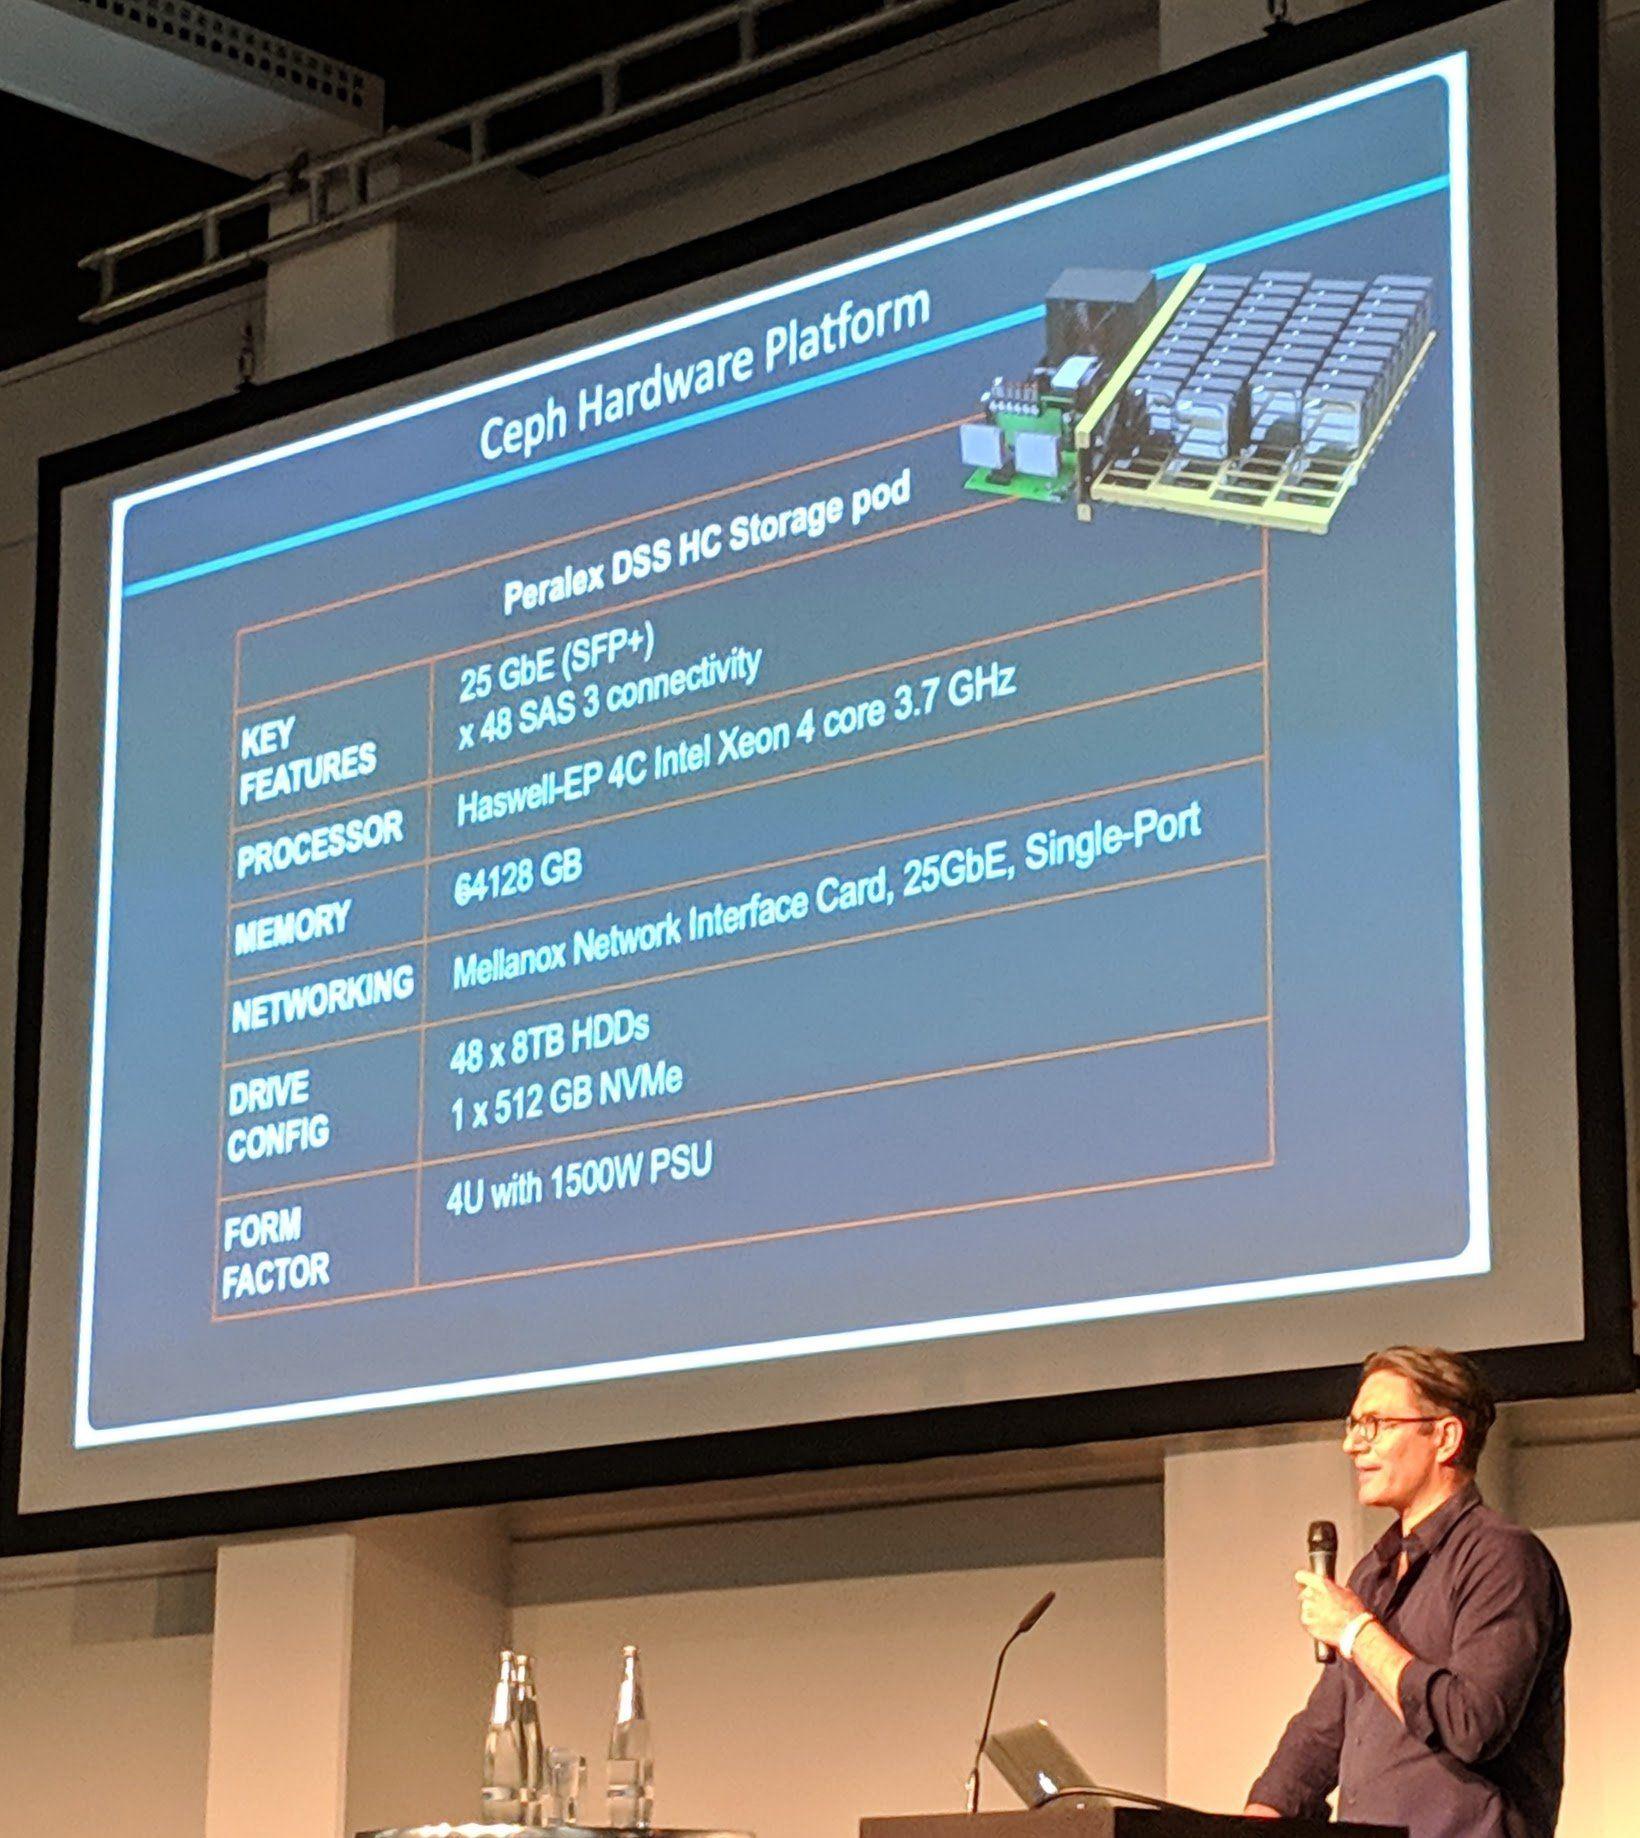 Ceph Hardware Platform
Peralex DSS HC Storage pod
KEY
FEATURES
25 GbE (SFP+)
x 48 SAS 3 connectivity
PROCESSOR
Haswell-EP 4C Intel Xeon 4 core 3.7 GHz
MEMORY
64128 GB
NETWORKING
Mellanox Network Interface Card, 25GbE, Single-Port
DRIVE
CONFIG
48 x 8TB HDDs
1 x 512 GB NVMe
FORM
FACTOR
4U with 1500W PSU